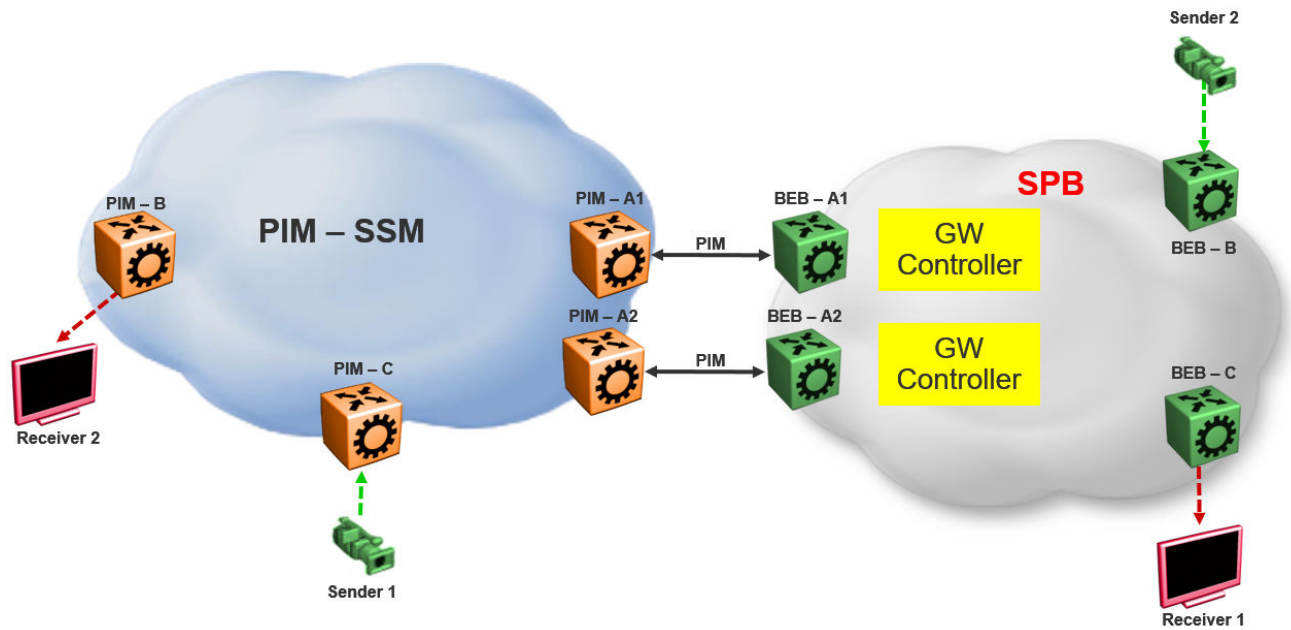 Sender 2
SPB
PIM – B
PIM – A1
BEB – A1
PIM – SSM
PIM
GW
Controller
BEB – B
PIM – A2
BEB – A2
PIM – C
PIM
GW
Controller
BEB – C
Receiver 2
Sender 1
Receiver 1